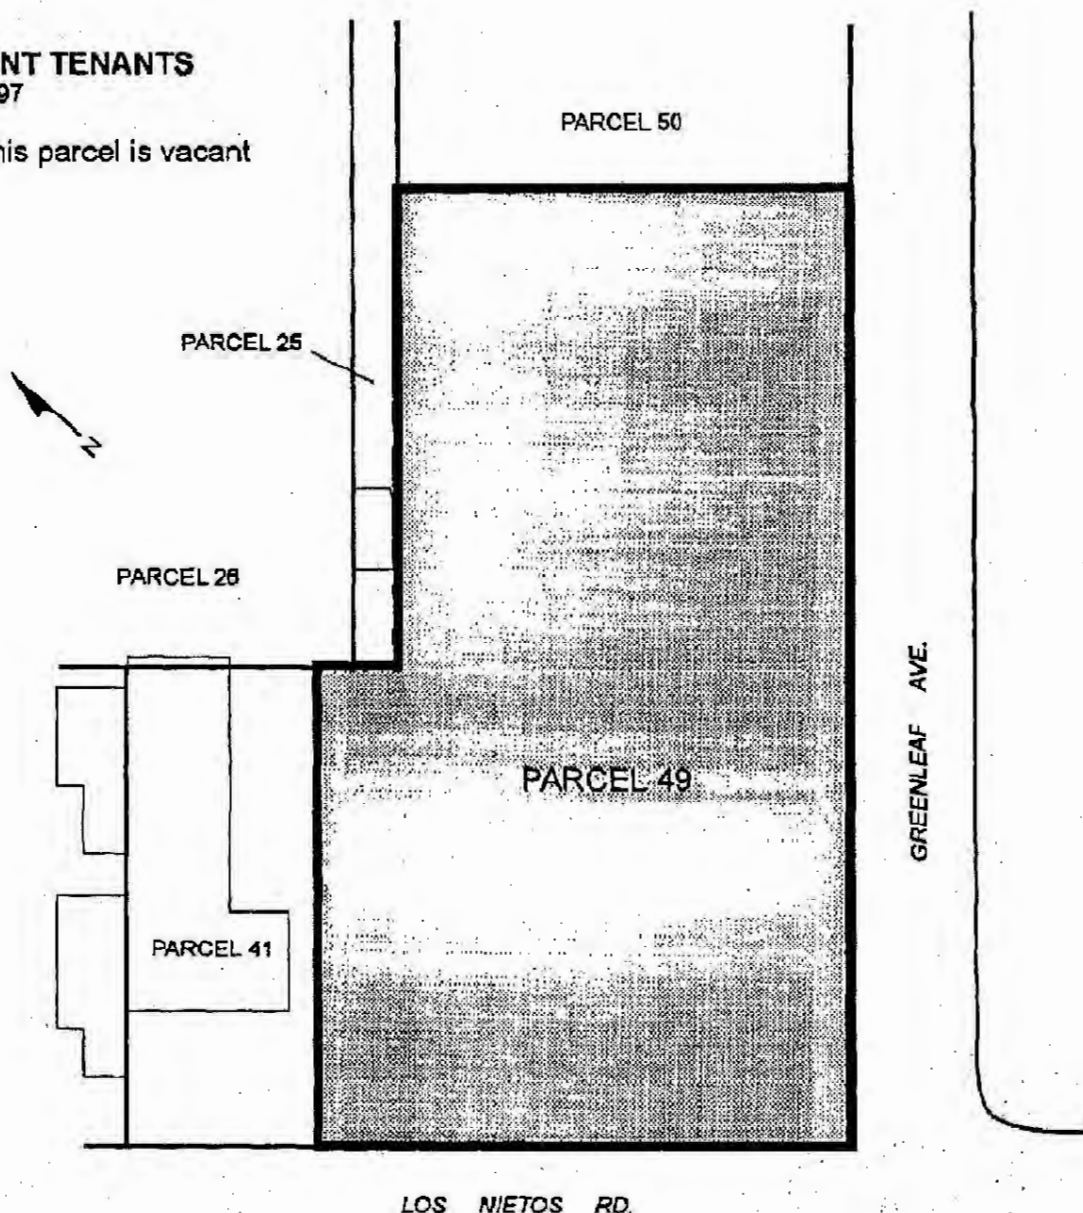 NT TENANTS
97
his parcel is vacant
PARCEL 50
PARCEL 25
N
PARCEL 26
GREENLEAF AVE.
PARCEL 49
PARCEL 41
LOS NIETOS RD.